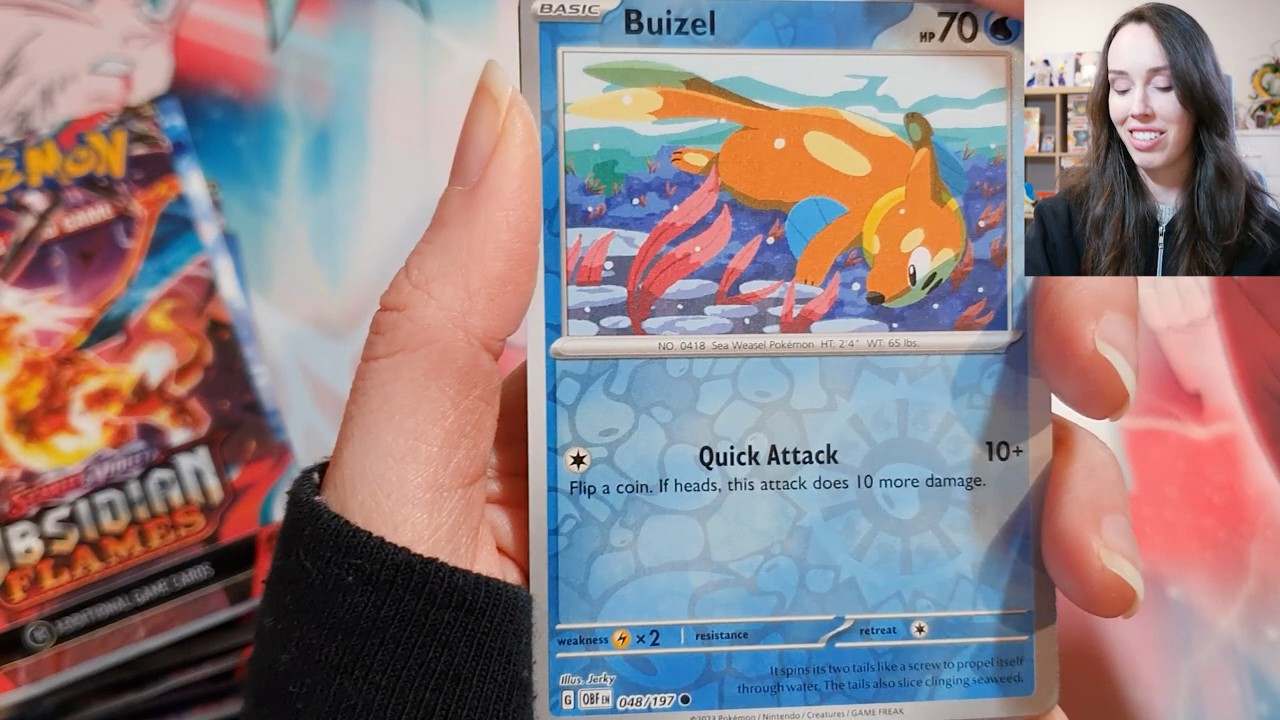 BASIC Buizel HP 70
NO. 0418 Sea Weasel Pokémon HT: 2'4" WT: 65 lbs.
Quick Attack 10+
Flip a coin. If heads, this attack does 10 more damage.
weakness ×2 resistance retreat
It spins its two tails like a screw to propel itself
through water. The tails also slice clinging seaweed.
Illus. Jerky
G OBF EN 048/197
©2023 Pokémon / Nintendo / Creatures / GAME FREAK
OBSIDIAN
FLAMES
ADDITIONAL GAME CARDS